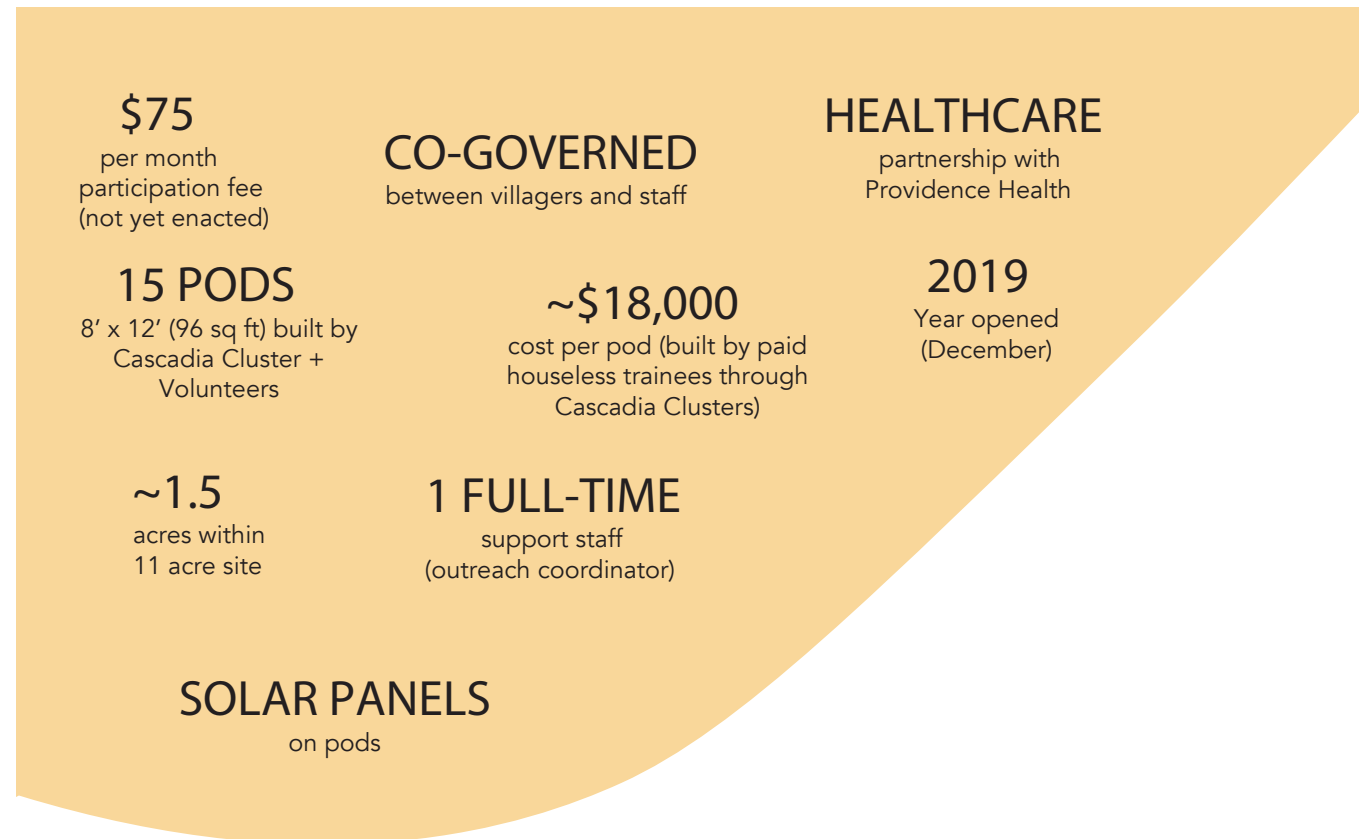 $75
per month
participation fee
(not yet enacted)
CO-GOVERNED
between villagers and staff
HEALTHCARE
partnership with
Providence Health
15 PODS
8’ x 12’ (96 sq ft) built by
Cascadia Cluster +
Volunteers
~$18,000
cost per pod (built by paid
houseless trainees through
Cascadia Clusters)
2019
Year opened
(December)
~1.5
acres within
11 acre site
1 FULL-TIME
support staff
(outreach coordinator)
SOLAR PANELS
on pods